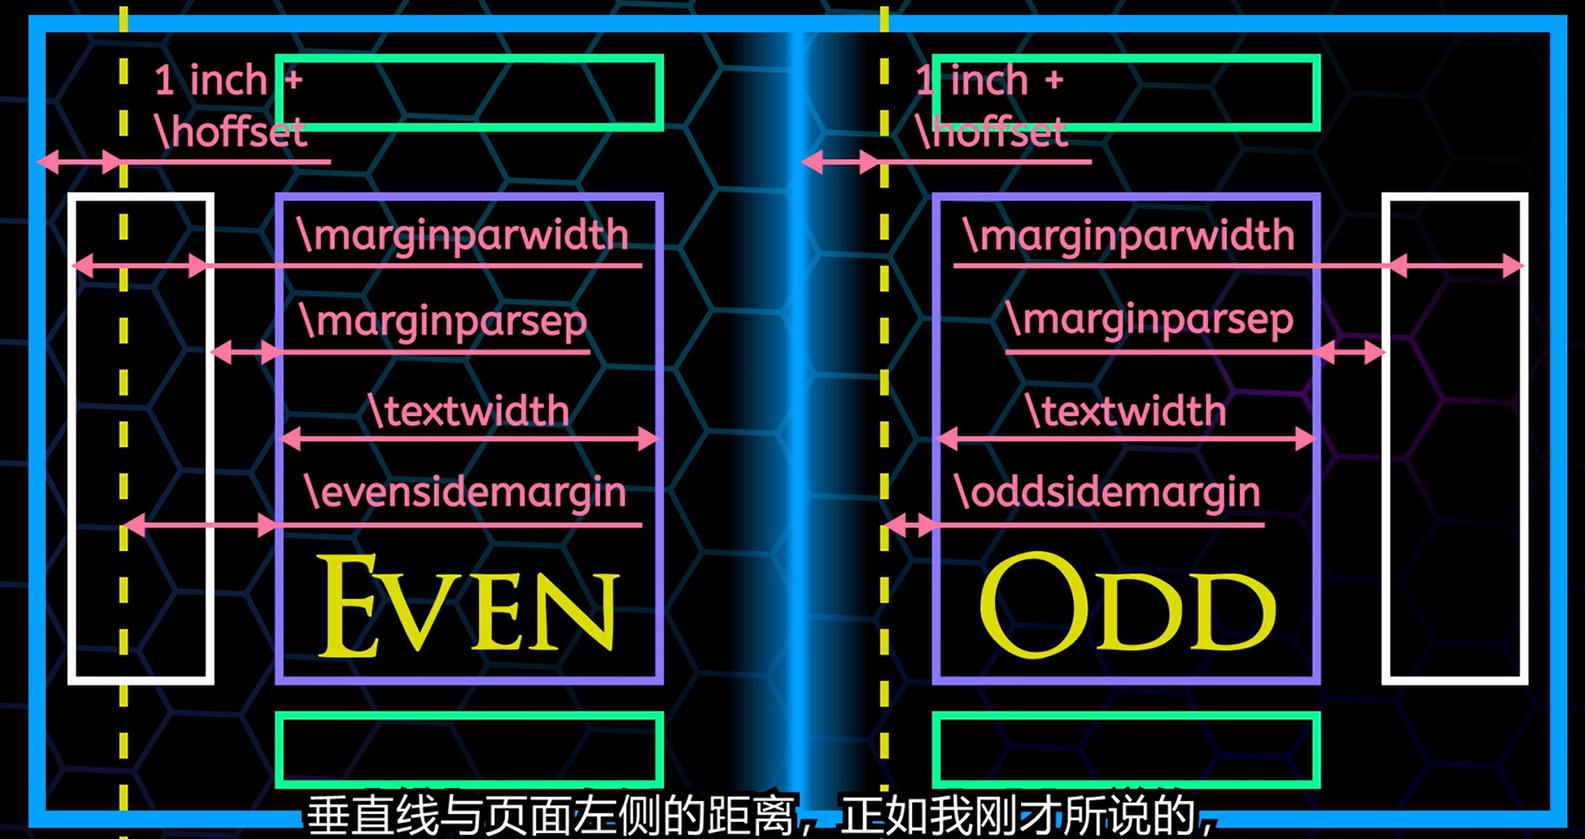 1 inch +
\hoffset
\marginparwidth
\marginparsep
\textwidth
\evensidemargin
EVEN
1 inch +
\hoffset
\marginparwidth
\marginparsep
\textwidth
\oddsidemargin
ODD
垂直线与页面左侧的距离，正如我刚才所说的，